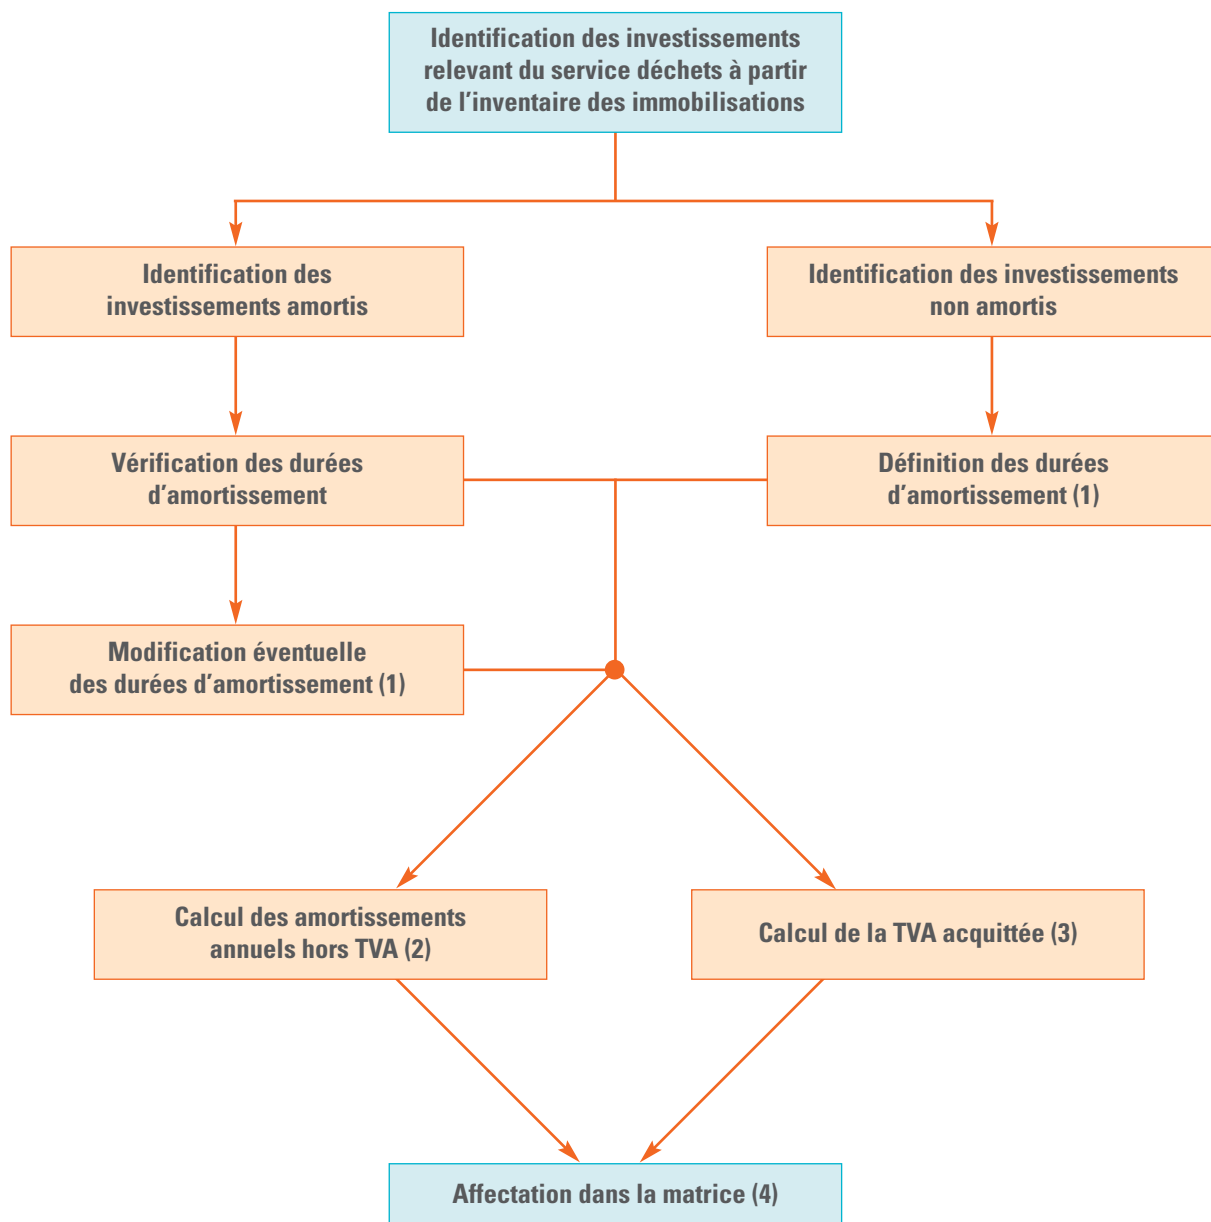 Identification des investissements
relevant du service déchets à partir
de l’inventaire des immobilisations
Identification des
investissements amortis
Identification des investissements
non amortis
Vérification des durées
d’amortissement
Définition des durées
d’amortissement (1)
Modification éventuelle
des durées d’amortissement (1)
Calcul des amortissements
annuels hors TVA (2)
Calcul de la TVA acquittée (3)
Affectation dans la matrice (4)